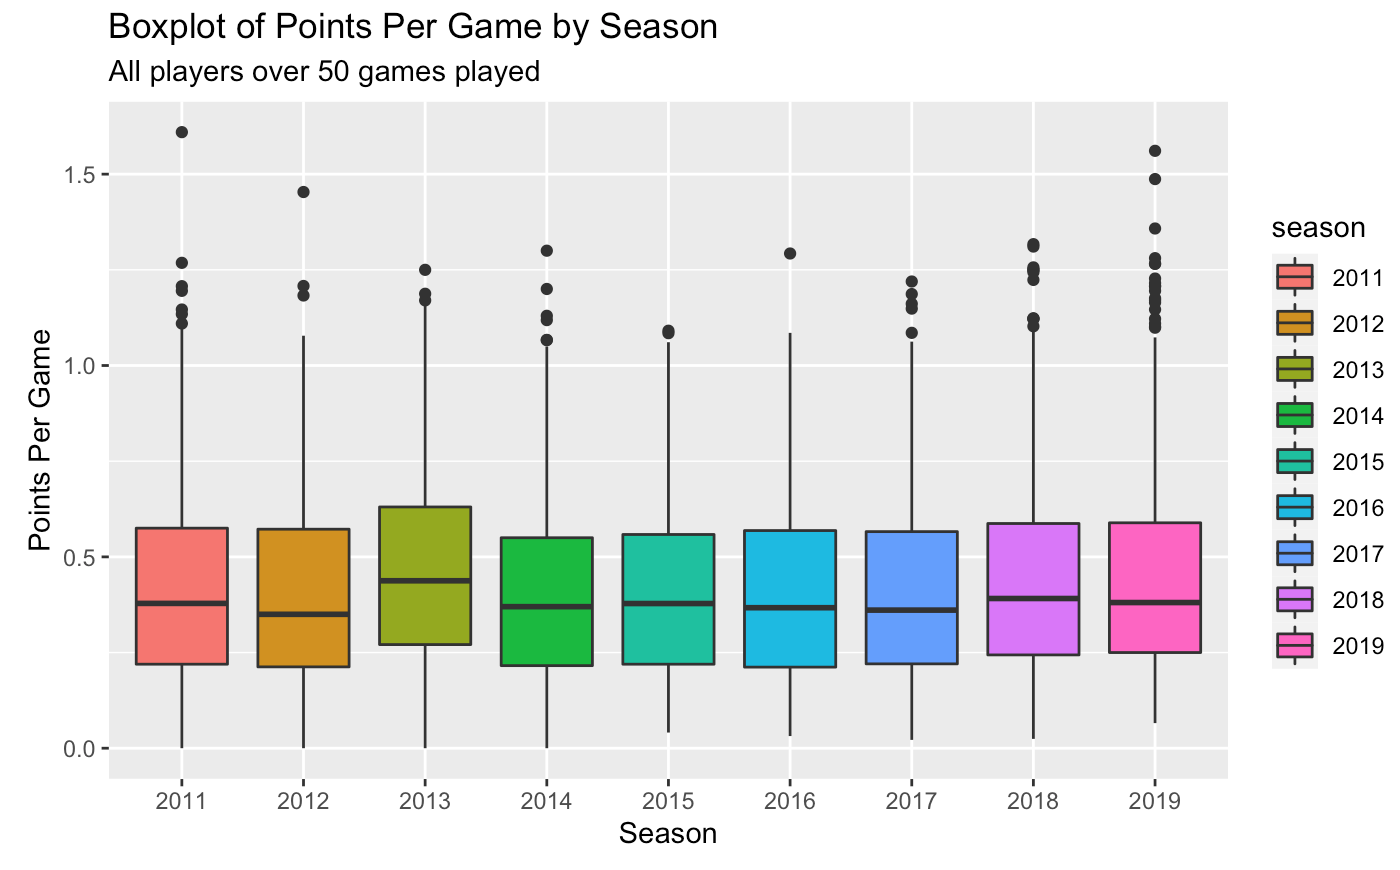 Boxplot of Points Per Game by Season
All players over 50 games played
Points Per Game
1.5
1.0
0.5
0.0
2011 2012 2013 2014 2015 2016 2017 2018 2019
Season
season
2011
2012
2013
2014
2015
2016
2017
2018
2019